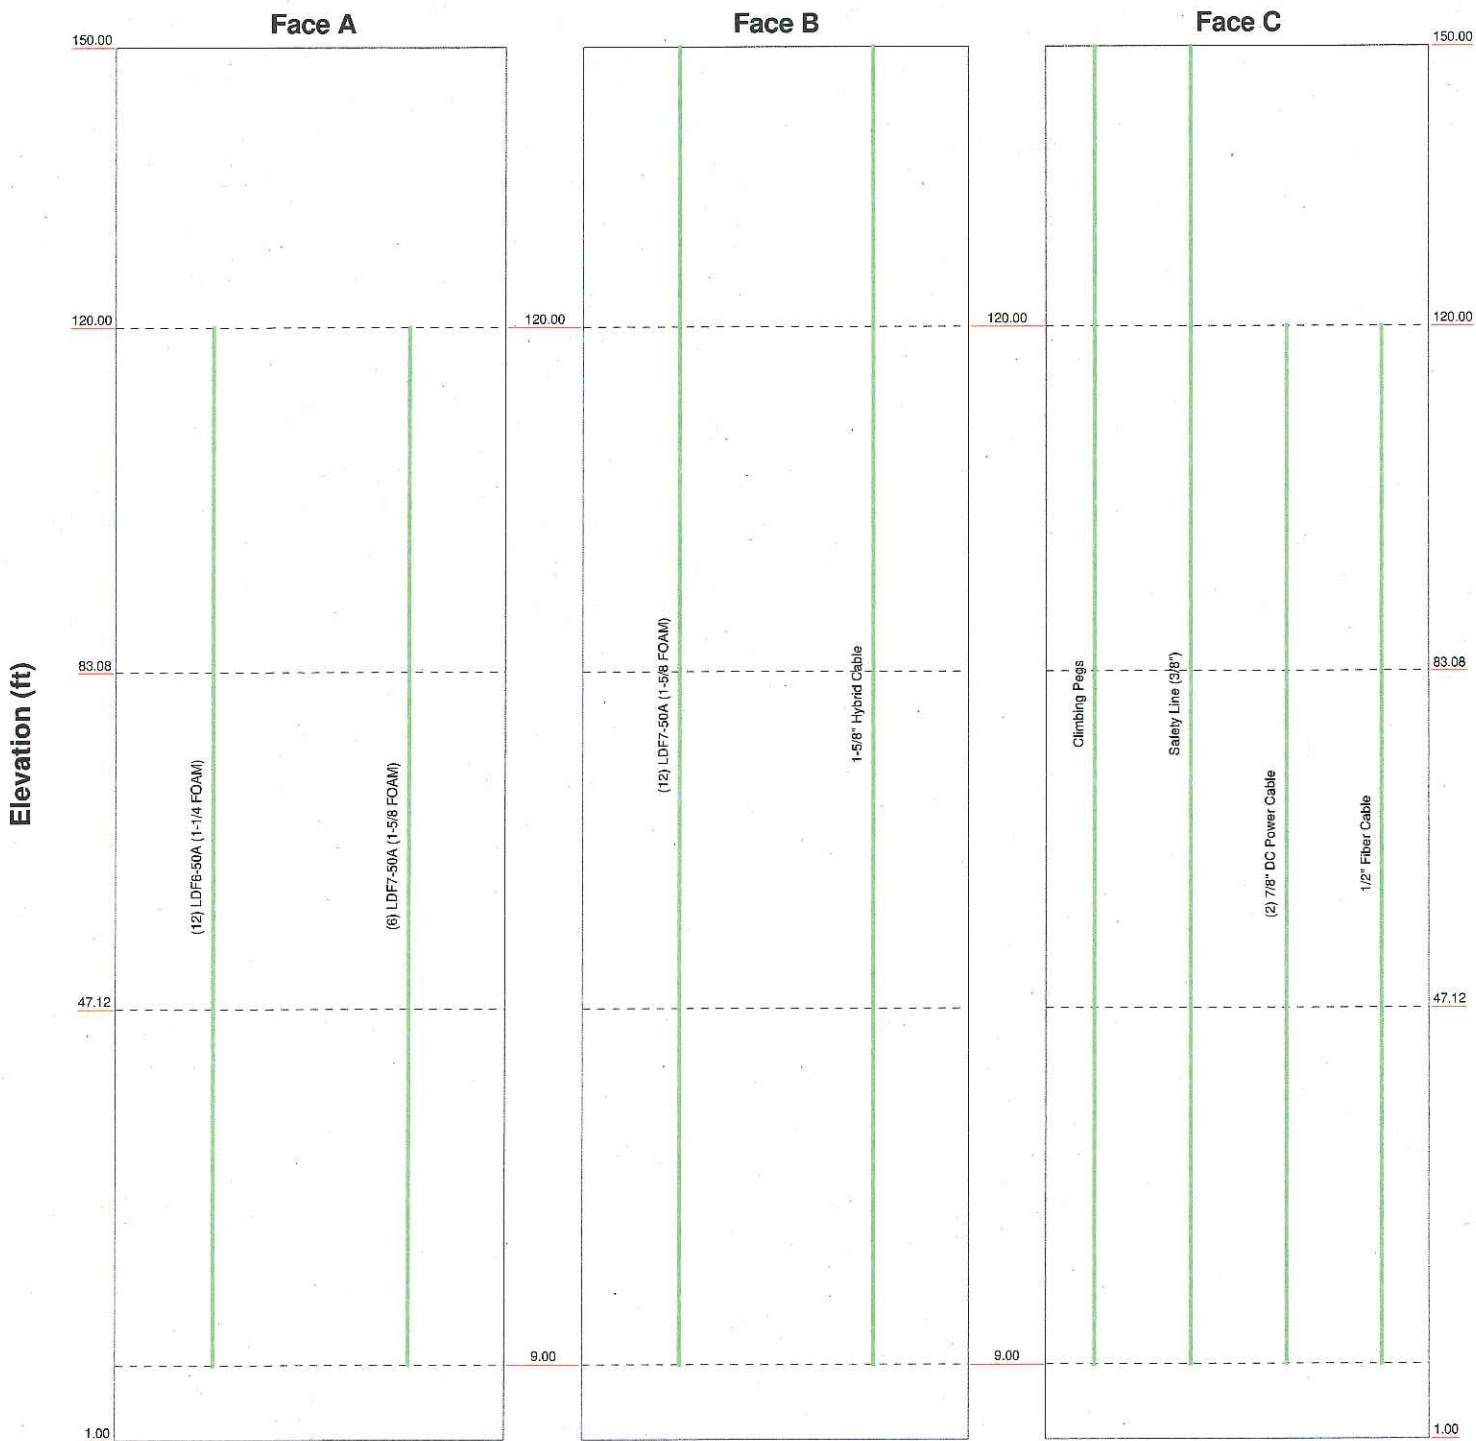 Face A
Face B
Face C
150.00
150.00
120.00
120.00
120.00
120.00
83.08
83.08
47.12
47.12
9.00
9.00
1.00
1.00
Elevation (ft)
(12) LDF6-50A (1-1/4 FOAM)
(6) LDF7-50A (1-5/8 FOAM)
(12) LDF7-50A (1-5/8 FOAM)
1-5/8" Hybrid Cable
Climbing Pegs
Safety Line (3/8")
(2) 7/8" DC Power Cable
1/2" Fiber Cable